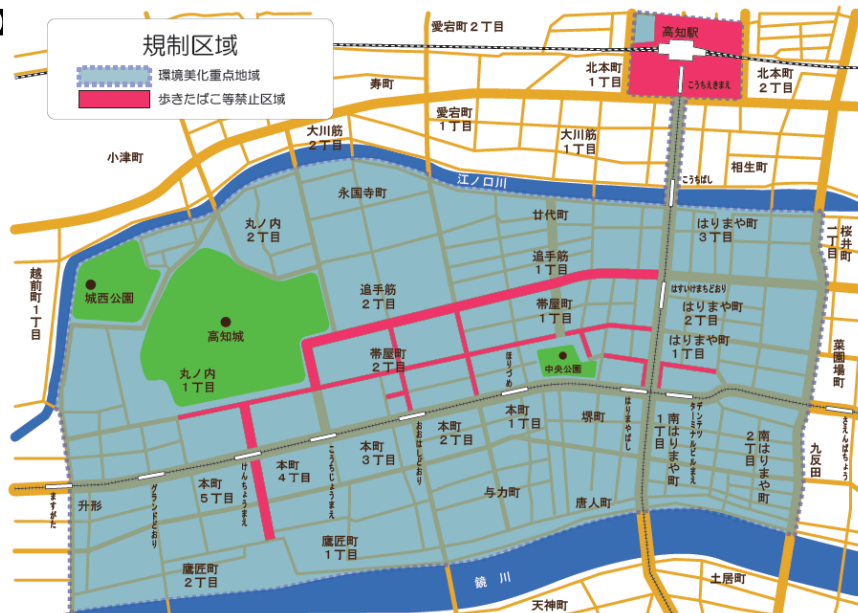 】
規制区域
環境美化重点地域
歩きたばこ等禁止区域
愛宕町2丁目
高知駅
北本町
1丁目
北本町
2丁目
こうちえきまえ
寿町
愛宕町
1丁目
大川筋
2丁目
大川筋
1丁目
小津町
相生町
江ノ口川
こうちばし
永国寺町
丸ノ内
2丁目
廿代町
はりまや町
3丁目
桜井町
1丁目
越前町1丁目
城西公園
追手筋
2丁目
追手筋
1丁目
はすいけまちどおり
高知城
帯屋町
1丁目
はりまや町
2丁目
はりまや町
1丁目
菜園場町
丸ノ内
1丁目
帯屋町
2丁目
ほりづめ
中央公園
本町
1丁目
堺町
はりまやばし
南はりまや町
1丁目
デンテツ
ターミナルビルまえ
南はりまや町
2丁目
九反田
さえんばちょう
本町
2丁目
おおはしどおり
本町
3丁目
こうちじょうまえ
本町
4丁目
けんちょうまえ
本町
5丁目
グランドどおり
升形
ますがた
与力町
唐人町
鷹匠町
1丁目
鷹匠町
2丁目
鏡川
土居町
天神町